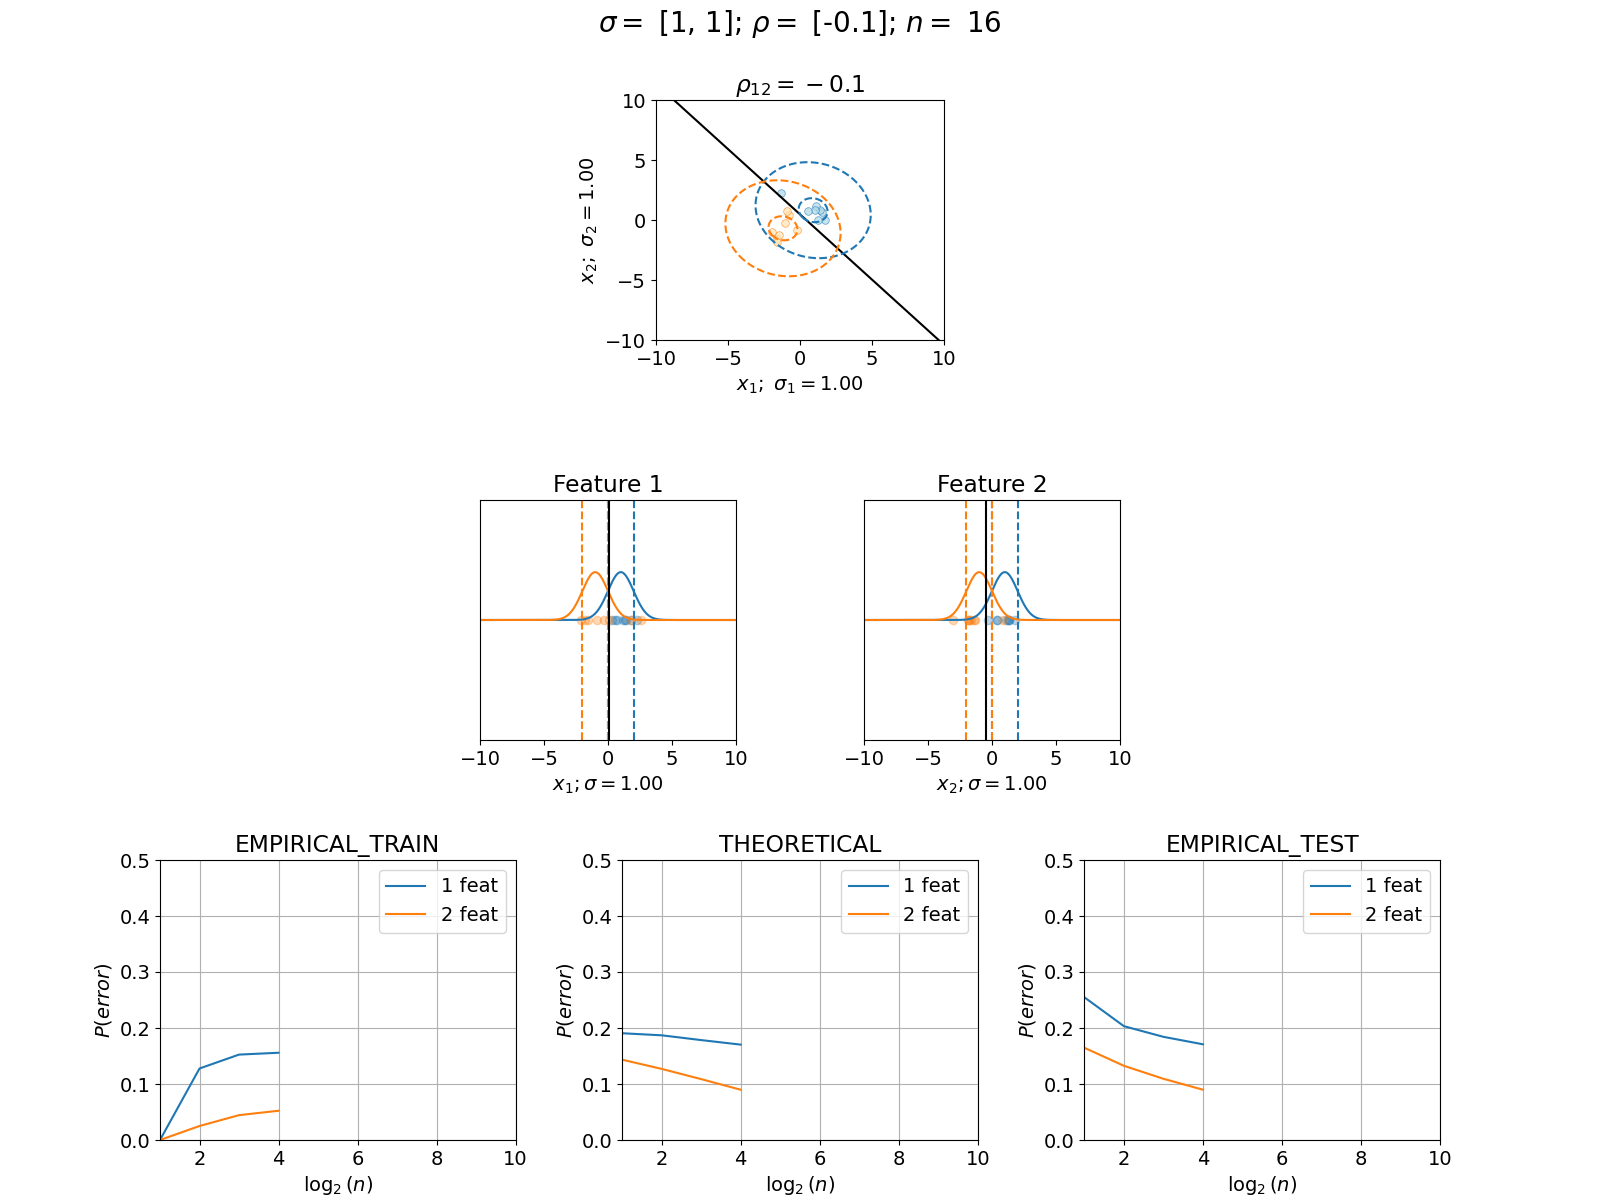 σ = [1, 1]; ρ = [-0.1]; n = 16
ρ₁₂ = −0.1
10
5
0
−5
−10
x₂; σ₂ = 1.00
−10 −5 0 5 10
x₁; σ₁ = 1.00
Feature 1
−10 −5 0 5 10
x₁; σ = 1.00
Feature 2
−10 −5 0 5 10
x₂; σ = 1.00
EMPIRICAL_TRAIN
0.5
0.4
0.3
0.2
0.1
0.0
P(error)
1 feat
2 feat
2 4 6 8 10
log₂(n)
THEORETICAL
0.5
0.4
0.3
0.2
0.1
0.0
P(error)
1 feat
2 feat
2 4 6 8 10
log₂(n)
EMPIRICAL_TEST
0.5
0.4
0.3
0.2
0.1
0.0
P(error)
1 feat
2 feat
2 4 6 8 10
log₂(n)